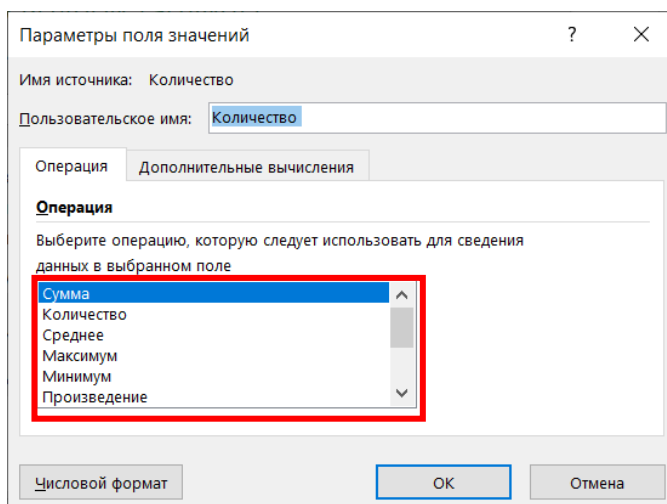 Параметры поля значений ?
Имя источника: Количество
Пользовательское имя: Количество
Операция Дополнительные вычисления
Операция
Выберите операцию, которую следует использовать для сведения
данных в выбранном поле
Сумма
Количество
Среднее
Максимум
Минимум
Произведение
Числовой формат ОК Отмена